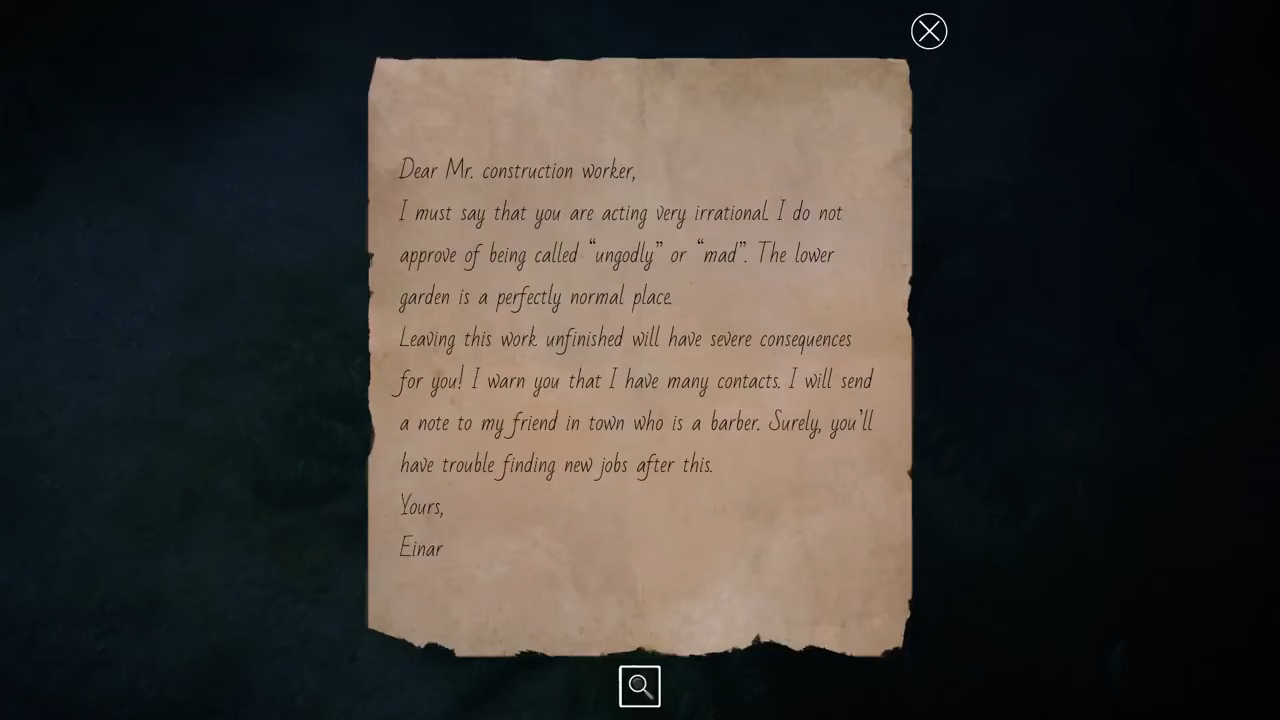 Dear Mr. construction worker,
I must say that you are acting very irrational. I do not
approve of being called “ungodly” or “mad”. The lower
garden is a perfectly normal place.
Leaving this work unfinished will have severe consequences
for you! I warn you that I have many contacts. I will send
a note to my friend in town who is a barber. Surely, you’ll
have trouble finding new jobs after this.
Yours,
Einar